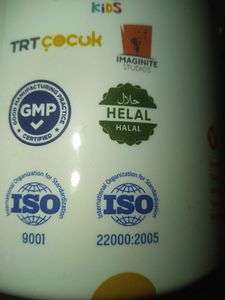 KiDS
TRT çocuk
IMAGINITE
STUDIOS
GOOD MANUFACTURING PRACTICE
GMP
CERTIFIED
حلال
HELAL
HALAL
International Organization for Standardization
ISO
9001
International Organization for Standardization
ISO
22000:2005